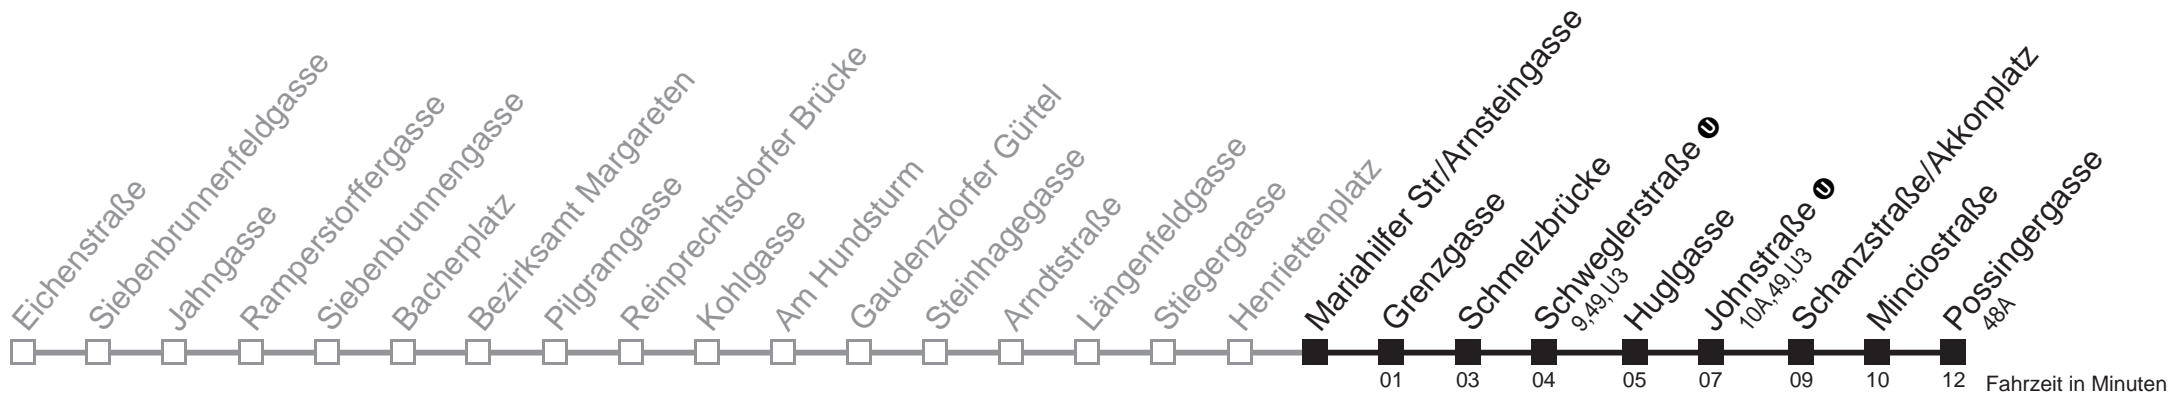 Eichenstraße
Siebenbrunnenfeldgasse
Jahngasse
Ramperstorffergasse
Siebenbrunnengasse
Bacherplatz
Bezirksamt Margareten
Pilgramgasse
Reinprechtsdorfer Brücke
Kohlgasse
Am Hundsturm
Gaudenzdorfer Gürtel
Steinhagegasse
Arndtstraße
Längenfeldgasse
Stiegergasse
Henriettenplatz
Mariahilfer Str/Arnsteingasse
Grenzgasse
Schmelzbrücke
Schweglerstraße U
9,49,U3
Huglgasse
Johnstraße U
10A,49,U3
Schanzstraße/Akkonplatz
Minciostraße
Possingergasse
48A
01 03 04 05 07 09 10 12 Fahrzeit in Minuten